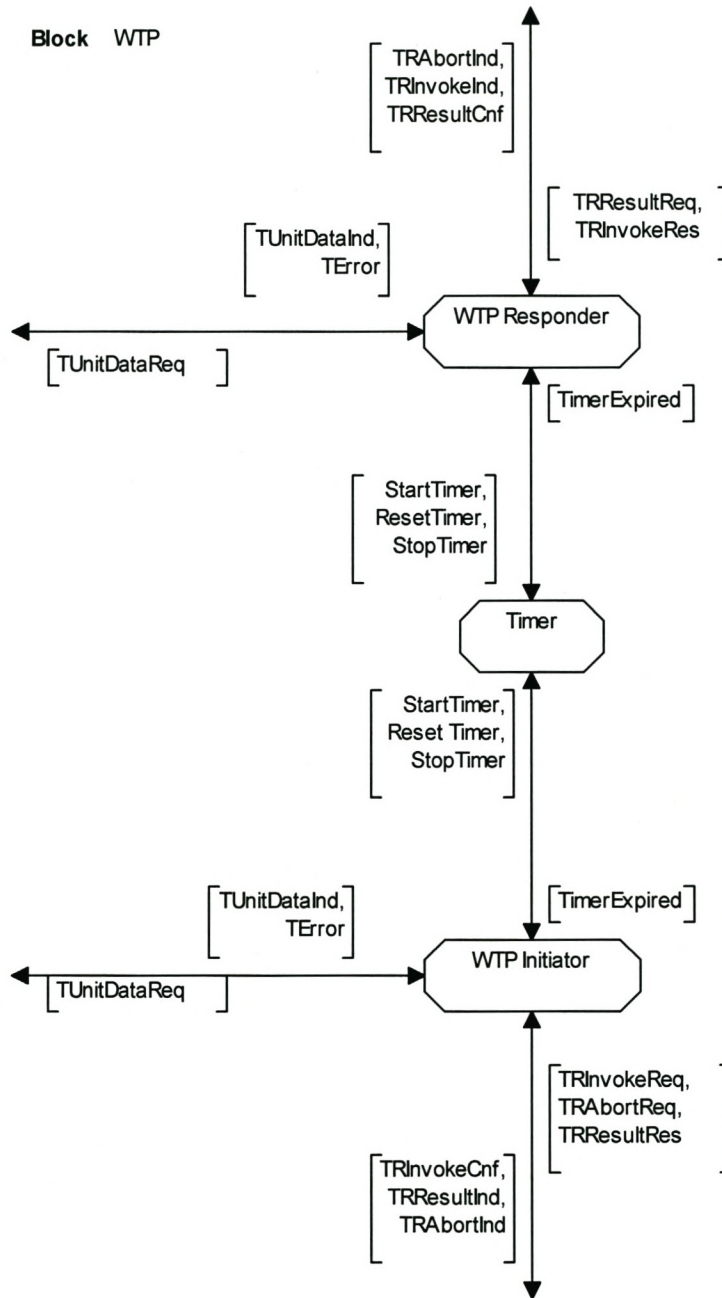 Block WTP
TRAbortInd,
TRInvokeInd,
TRResultCnf
TRResultReq,
TRInvokeRes
TUnitDataInd,
TError
WTP Responder
TUnitDataReq
TimerExpired
StartTimer,
ResetTimer,
StopTimer
Timer
StartTimer,
Reset Timer,
StopTimer
TUnitDataInd,
TError
TimerExpired
WTP Initiator
TUnitDataReq
TRInvokeReq,
TRAbortReq,
TRResultRes
TRInvokeCnf,
TRResultInd,
TRAbortInd